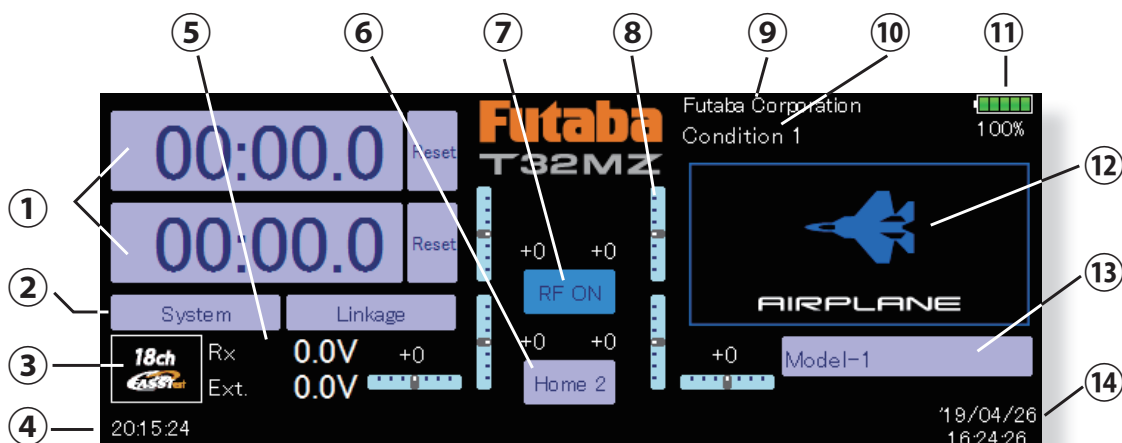 ⑤ ⑥ ⑦ ⑧ ⑨ ⑩ ⑪
00:00.0 Reset
00:00.0 Reset
①
②
System Linkage
③
18ch
FASSTest
Rx 0.0V
Ext. 0.0V
④
20:15:24
Futaba
T32MZ
+0 +0
RF ON
+0 +0
+0
Home 2
+0
Futaba Corporation
Condition 1
100%
⑫
AIRPLANE
⑬
Model-1
⑭
'19/04/26
16:24:26